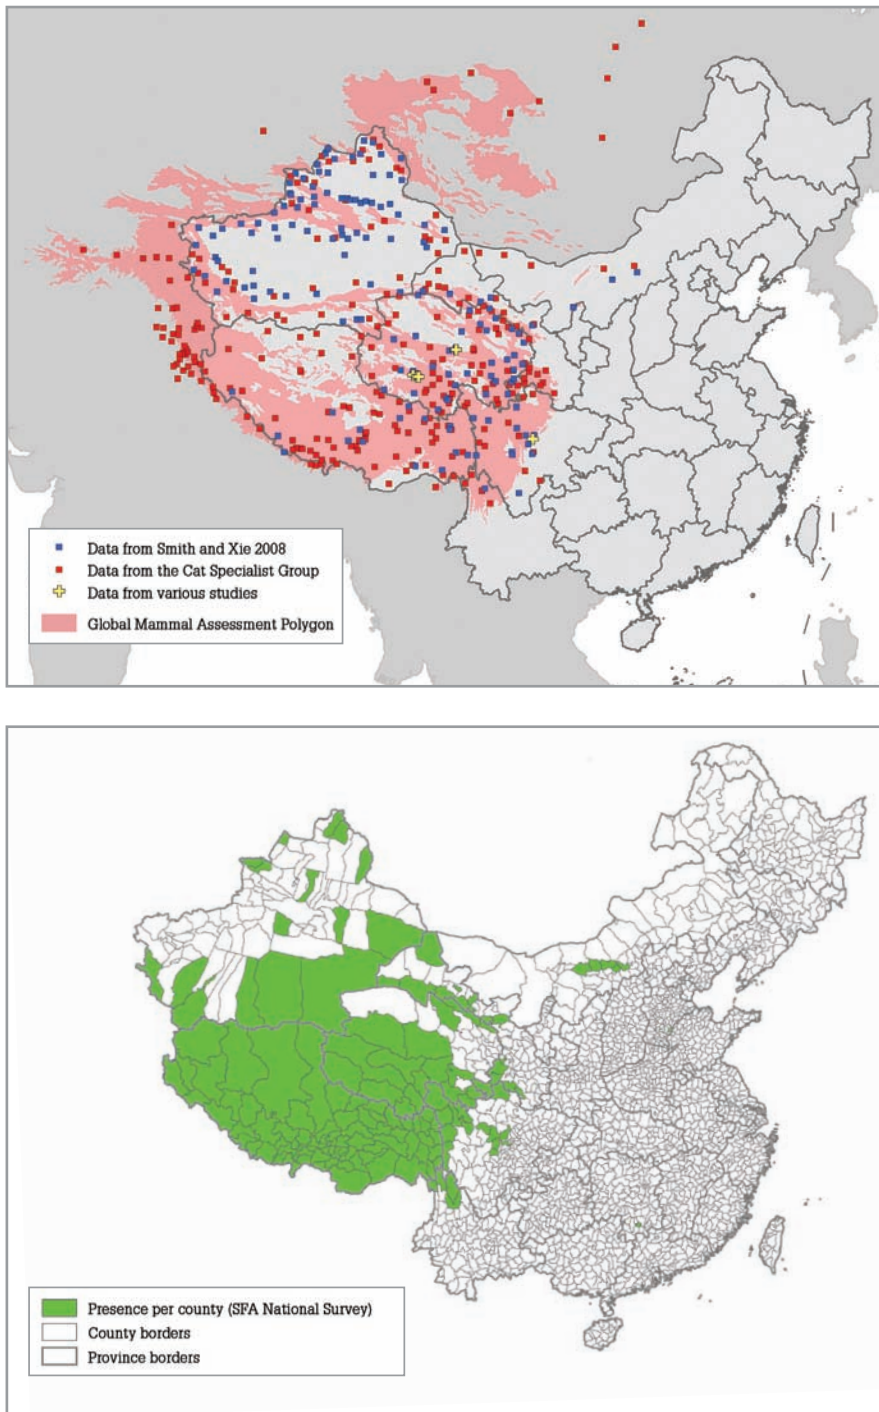 Data from Smith and Xie 2008
Data from the Cat Specialist Group
Data from various studies
Global Mammal Assessment Polygon
Presence per county (SFA National Survey)
County borders
Province borders